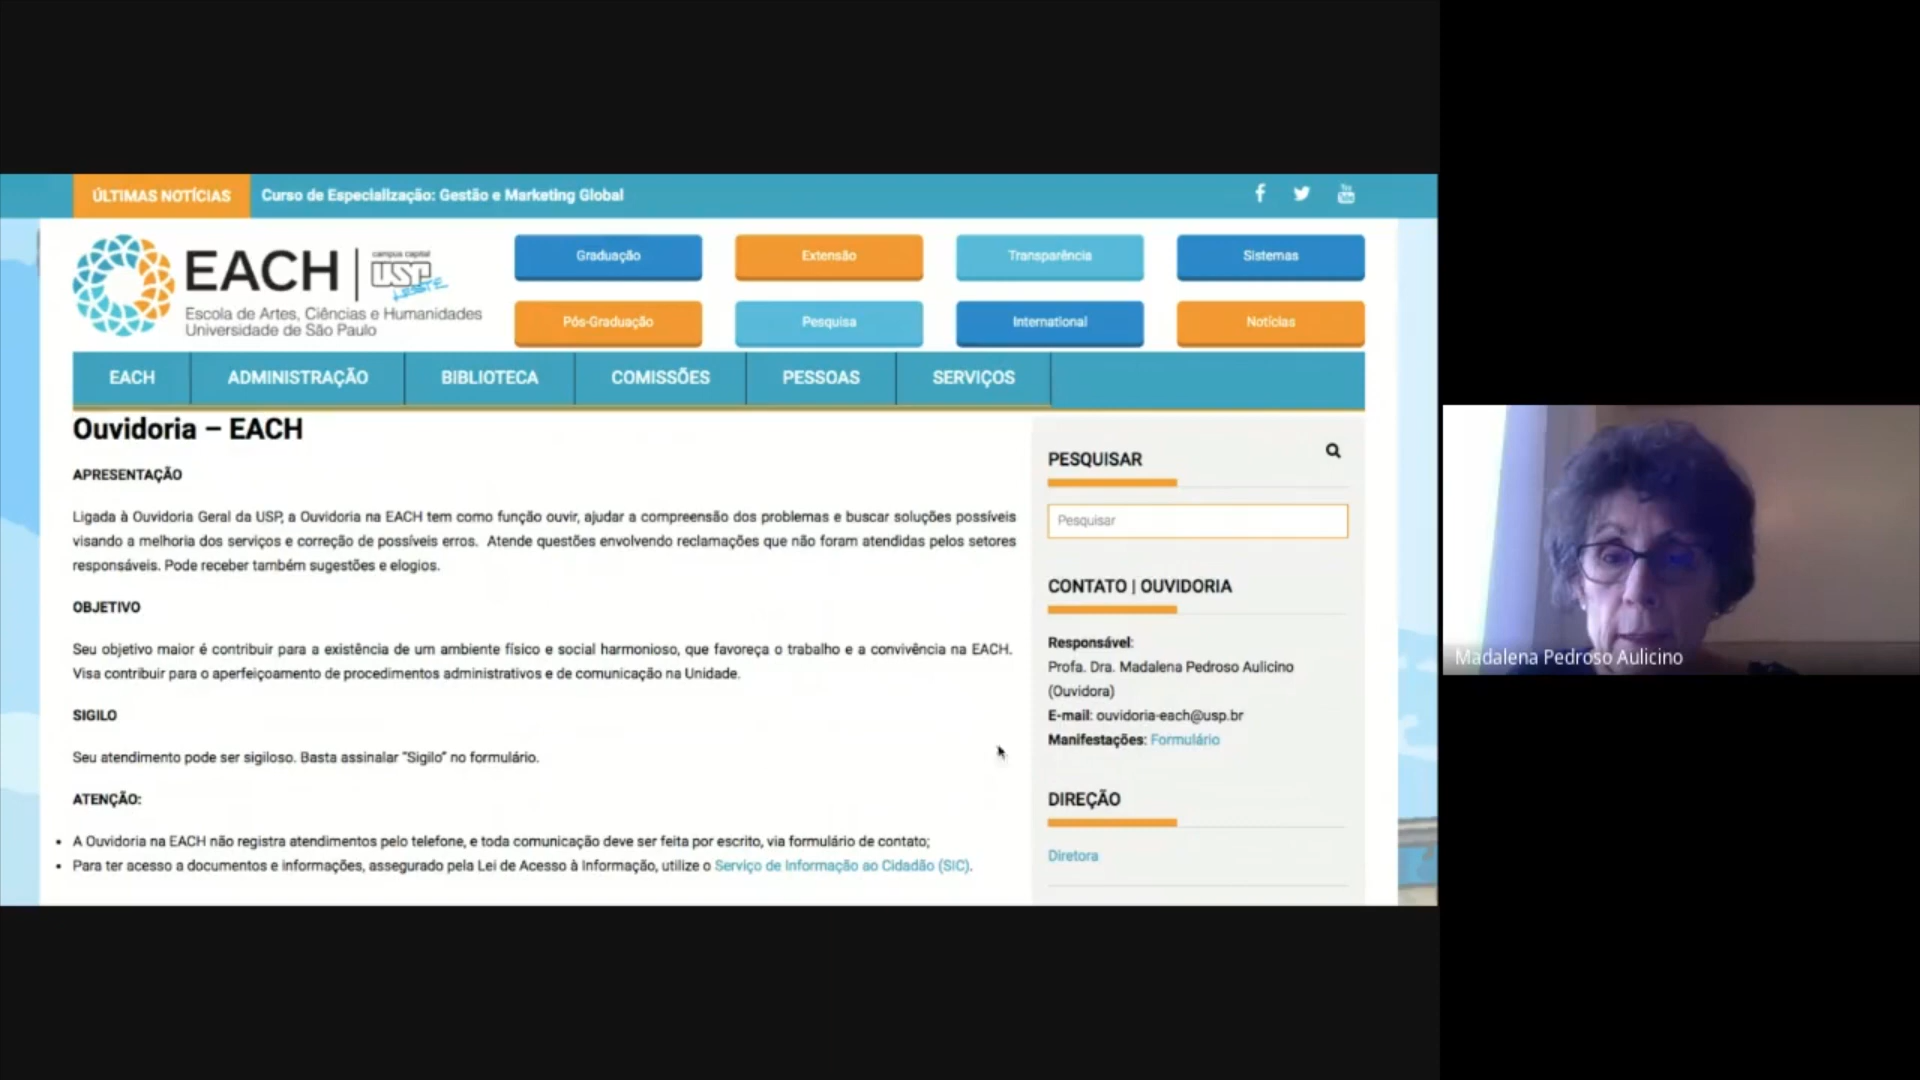 ÚLTIMAS NOTÍCIAS
Curso de Especialização: Gestão e Marketing Global
You
EACH
campus capital
USP
LESTE
Escola de Artes, Ciências e Humanidades
Universidade de São Paulo
Graduação
Extensão
Transparência
Sistemas
Pós-Graduação
Pesquisa
International
Notícias
EACH
ADMINISTRAÇÃO
BIBLIOTECA
COMISSÕES
PESSOAS
SERVIÇOS
Ouvidoria – EACH
APRESENTAÇÃO
Ligada à Ouvidoria Geral da USP, a Ouvidoria na EACH tem como função ouvir, ajudar a compreensão dos problemas e buscar soluções possíveis
visando a melhoria dos serviços e correção de possíveis erros. Atende questões envolvendo reclamações que não foram atendidas pelos setores
responsáveis. Pode receber também sugestões e elogios.
OBJETIVO
Seu objetivo maior é contribuir para a existência de um ambiente físico e social harmonioso, que favoreça o trabalho e a convivência na EACH.
Visa contribuir para o aperfeiçoamento de procedimentos administrativos e de comunicação na Unidade.
SIGILO
Seu atendimento pode ser sigiloso. Basta assinalar "Sigilo" no formulário.
ATENÇÃO:
• A Ouvidoria na EACH não registra atendimentos pelo telefone, e toda comunicação deve ser feita por escrito, via formulário de contato;
• Para ter acesso a documentos e informações, assegurado pela Lei de Acesso à Informação, utilize o Serviço de Informação ao Cidadão (SIC).
PESQUISAR
Pesquisar
CONTATO | OUVIDORIA
Responsável:
Profa. Dra. Madalena Pedroso Aulicino
(Ouvidora)
E-mail: ouvidoria-each@usp.br
Manifestações: Formulário
DIREÇÃO
Diretora
Madalena Pedroso Aulicino